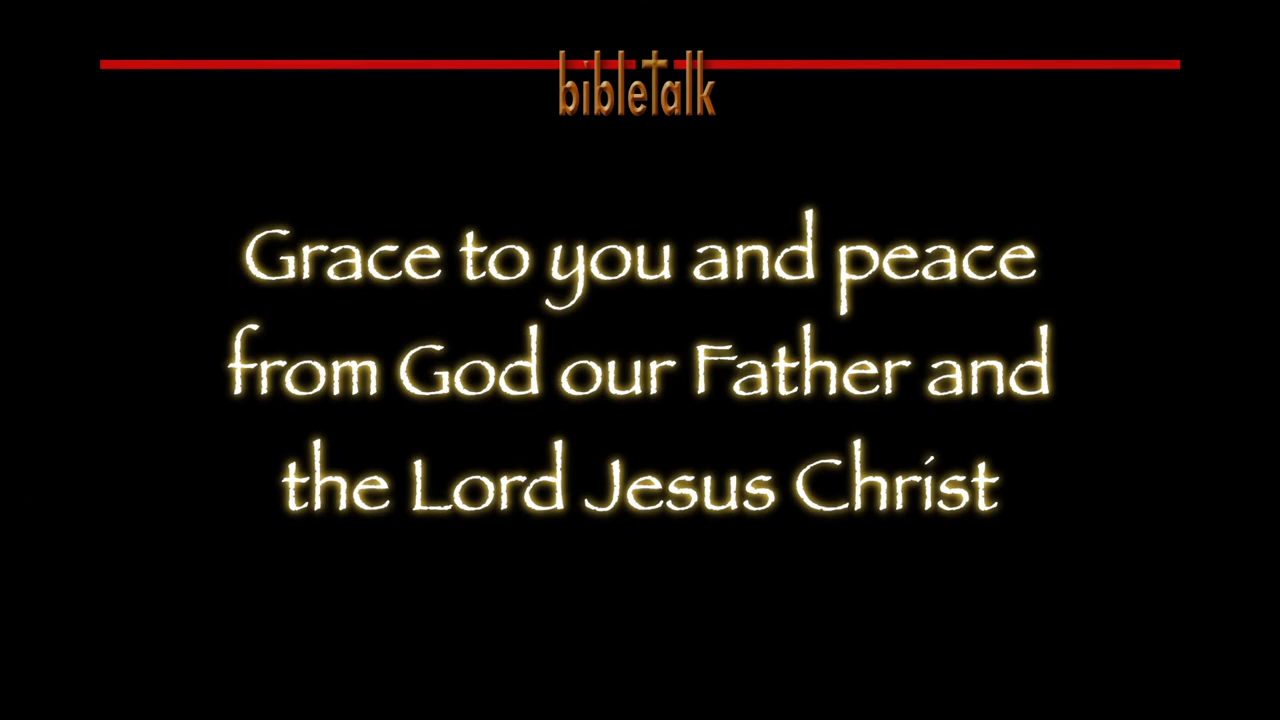 bibleTalk
Grace to you and peace
from God our Father and
the Lord Jesus Christ